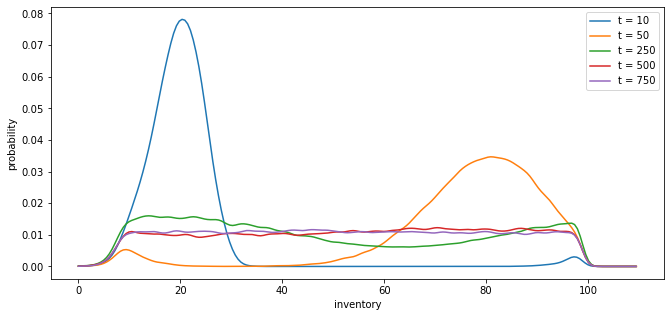 0.08
0.07
0.06
0.05
0.04
0.03
0.02
0.01
0.00
probability
0 20 40 60 80 100
inventory
t = 10
t = 50
t = 250
t = 500
t = 750